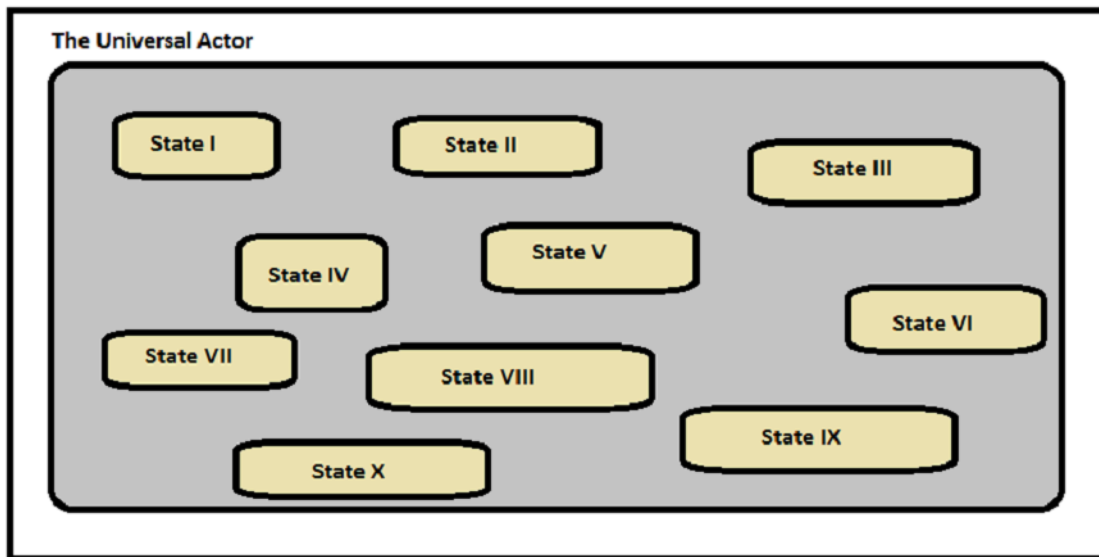 The Universal Actor
State I
State II
State III
State IV
State V
State VI
State VII
State VIII
State IX
State X